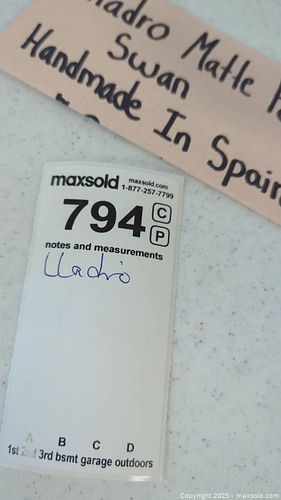 Matte
Swan
Handmade In Spain
maxsold maxsold.com
1-877-257-7799
794 C
P
notes and measurements
Lladró
A B C D
1st 2nd 3rd bsmt garage outdoors
Copyright 2025 - maxsold.com